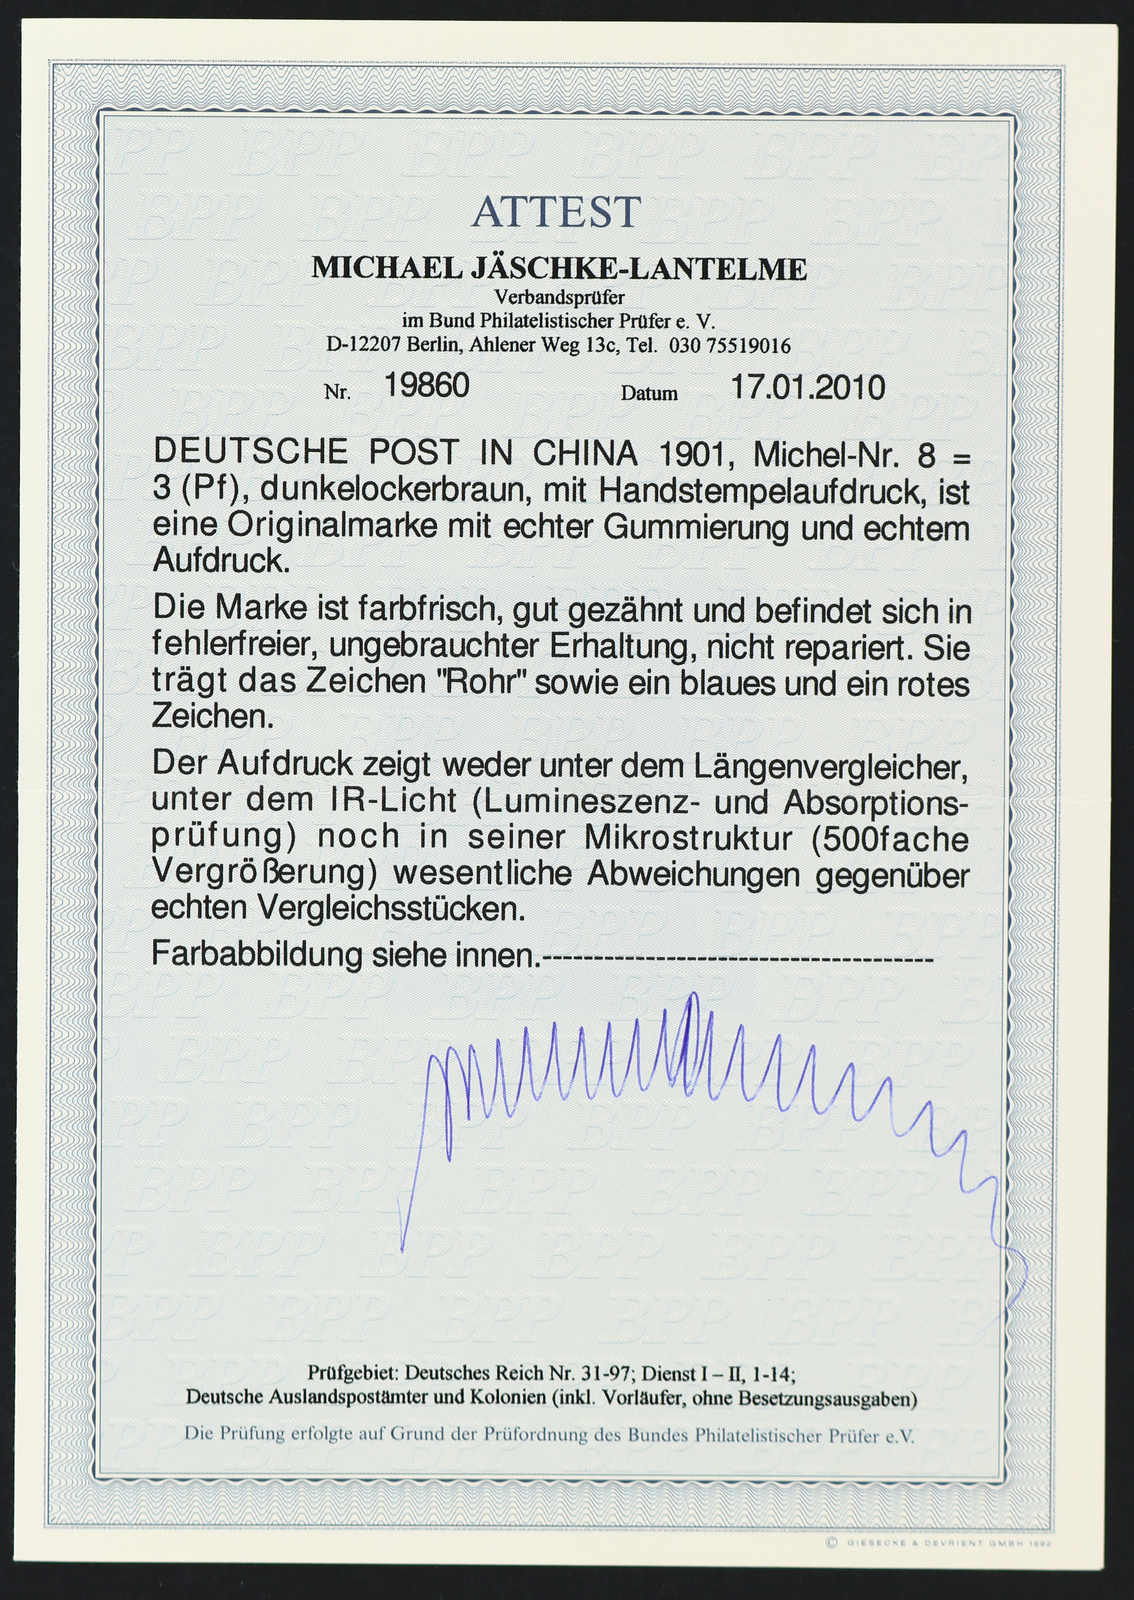 ATTEST
MICHAEL JÄSCHKE-LANTELME
Verbandsprüfer
im Bund Philatelistischer Prüfer e. V.
D-12207 Berlin, Ahlener Weg 13c, Tel. 030 75519016
Nr. 19860 Datum 17.01.2010
DEUTSCHE POST IN CHINA 1901, Michel-Nr. 8 =
3 (Pf), dunkelockerbraun, mit Handstempelaufdruck, ist
eine Originalmarke mit echter Gummierung und echtem
Aufdruck.
Die Marke ist farbfrisch, gut gezähnt und befindet sich in
fehlerfreier, ungebrauchter Erhaltung, nicht repariert. Sie
trägt das Zeichen "Rohr" sowie ein blaues und ein rotes
Zeichen.
Der Aufdruck zeigt weder unter dem Längenvergleicher,
unter dem IR-Licht (Lumineszenz- und Absorptions-
prüfung) noch in seiner Mikrostruktur (500fache
Vergrößerung) wesentliche Abweichungen gegenüber
echten Vergleichsstücken.
Farbabbildung siehe innen.--------------------------------------
Prüfgebiet: Deutsches Reich Nr. 31-97; Dienst I – II, 1-14;
Deutsche Auslandspostämter und Kolonien (inkl. Vorläufer, ohne Besetzungsausgaben)
Die Prüfung erfolgte auf Grund der Prüfordnung des Bundes Philatelistischer Prüfer e.V.
© GIESECKE & DEVRIENT GMBH 1992